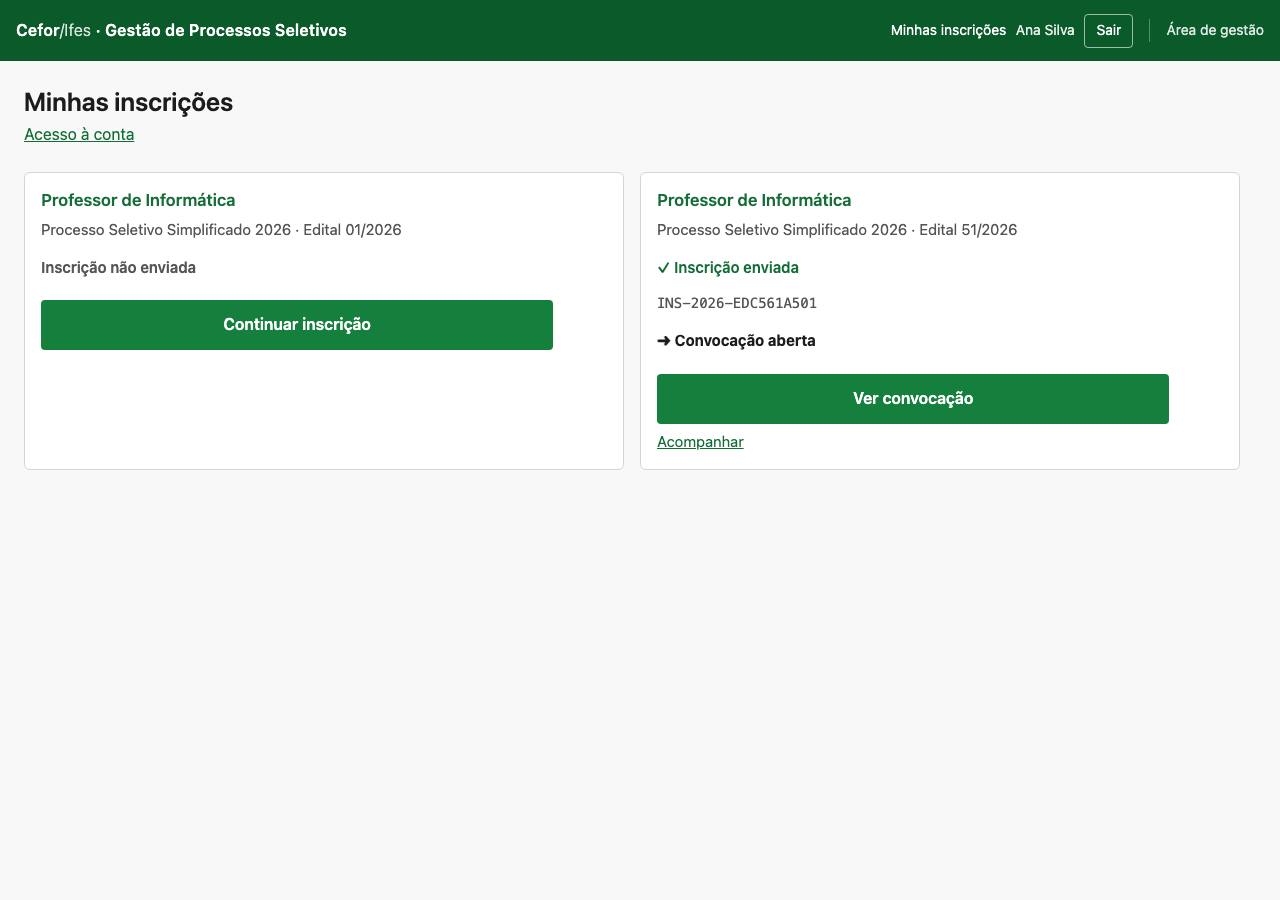 Cefor/Ifes · Gestão de Processos Seletivos
Minhas inscrições Ana Silva Sair Área de gestão
Minhas inscrições
Acesso à conta
Professor de Informática
Processo Seletivo Simplificado 2026 · Edital 01/2026
Inscrição não enviada
Continuar inscrição
Professor de Informática
Processo Seletivo Simplificado 2026 · Edital 51/2026
✓ Inscrição enviada
INS-2026-EDC561A501
➜ Convocação aberta
Ver convocação
Acompanhar